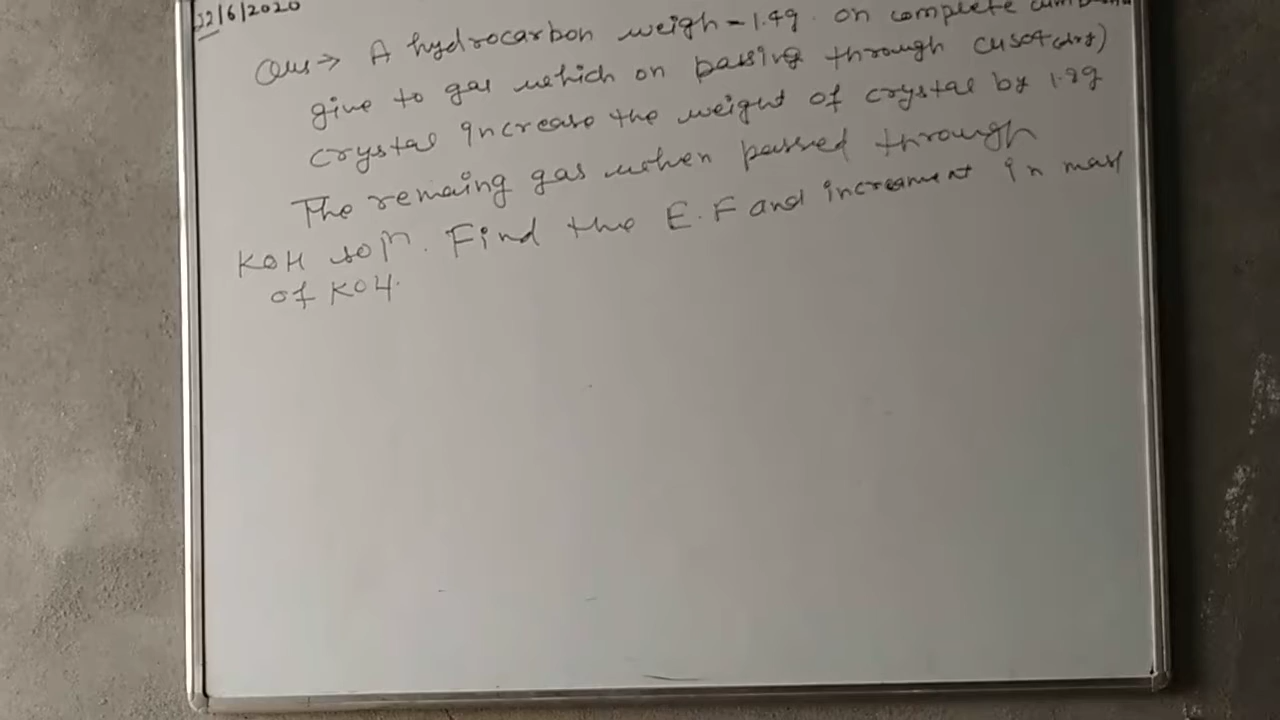 22/6/2020
Ques → A hydrocarbon weigh = 1.4g. on complete
give to gas which on passing through CuSO4 (dry)
crystal increase the weight of crystal by 1.8g
The remaing gas when passed through
KOH solⁿ. Find the E.F and increament in mass
of KOH.